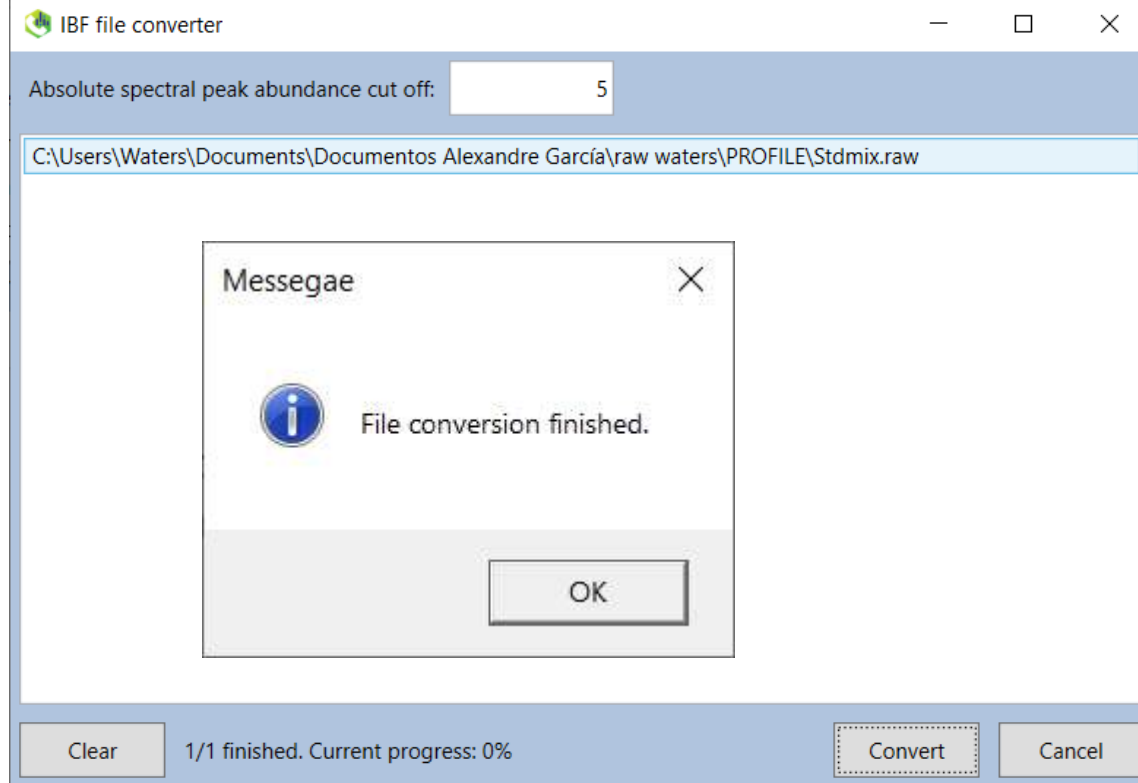 IBF file converter
Absolute spectral peak abundance cut off: 5
C:\Users\Waters\Documents\Documentos Alexandre García\raw waters\PROFILE\Stdmix.raw
Messegae
File conversion finished.
OK
Clear 1/1 finished. Current progress: 0% Convert Cancel